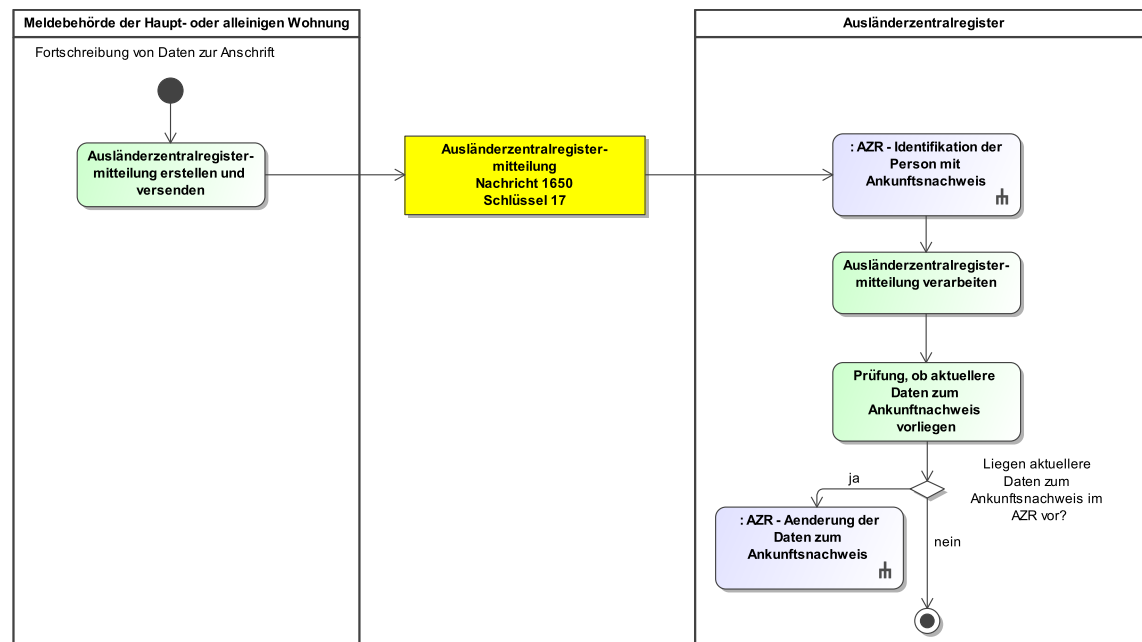 Meldebehörde der Haupt- oder alleinigen Wohnung
Fortschreibung von Daten zur Anschrift
Ausländerzentralregister-
mitteilung erstellen und
versenden
Ausländerzentralregister-
mitteilung
Nachricht 1650
Schlüssel 17
Ausländerzentralregister
: AZR - Identifikation der
Person mit
Ankunftsnachweis
Ausländerzentralregister-
mitteilung verarbeiten
Prüfung, ob aktuellere
Daten zum
Ankunftnachweis
vorliegen
Liegen aktuellere
Daten zum
Ankunftsnachweis im
AZR vor?
ja
: AZR - Aenderung der
Daten zum
Ankunftsnachweis
nein